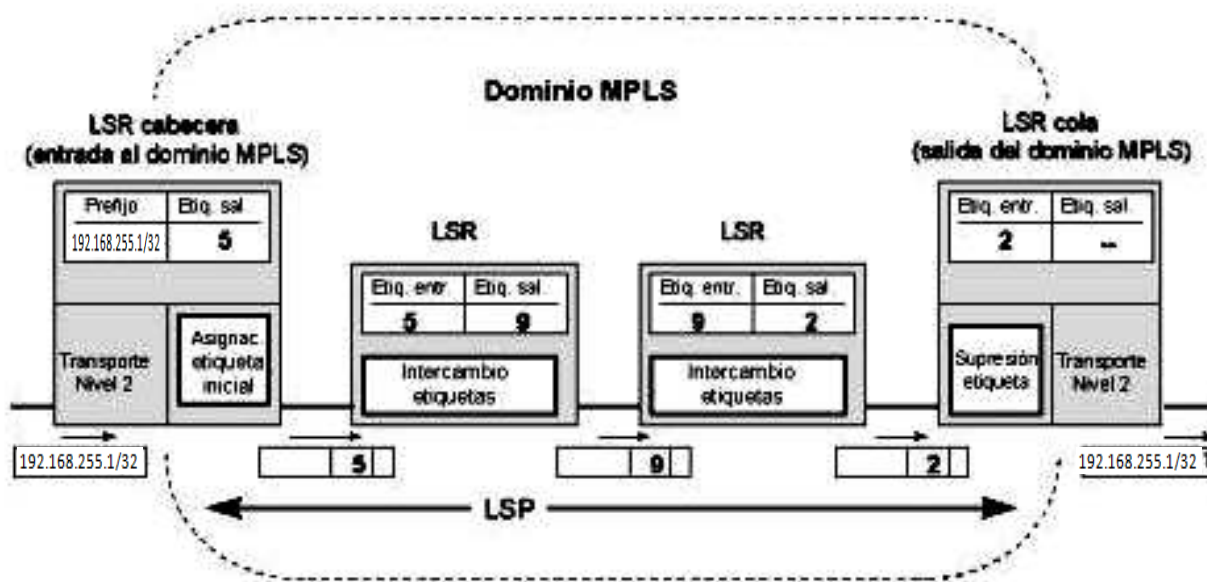 Dominio MPLS
LSR cabecera
(entrada al dominio MPLS)
LSR cola
(salida del dominio MPLS)
Prefijo Etiq. sal
192.168.255.1/32 5
LSR
LSR
Etiq. entr. Etiq. sal
2 --
Etiq. entr. Etiq. sal
5 9
Etiq. entr. Etiq. sal
9 2
Transporte
Nivel 2
Asignac.
etiqueta
inicial
Intercambio
etiquetas
Intercambio
etiquetas
Supresión
etiqueta
Transporte
Nivel 2
192.168.255.1/32
5
9
2
192.168.255.1/32
LSP